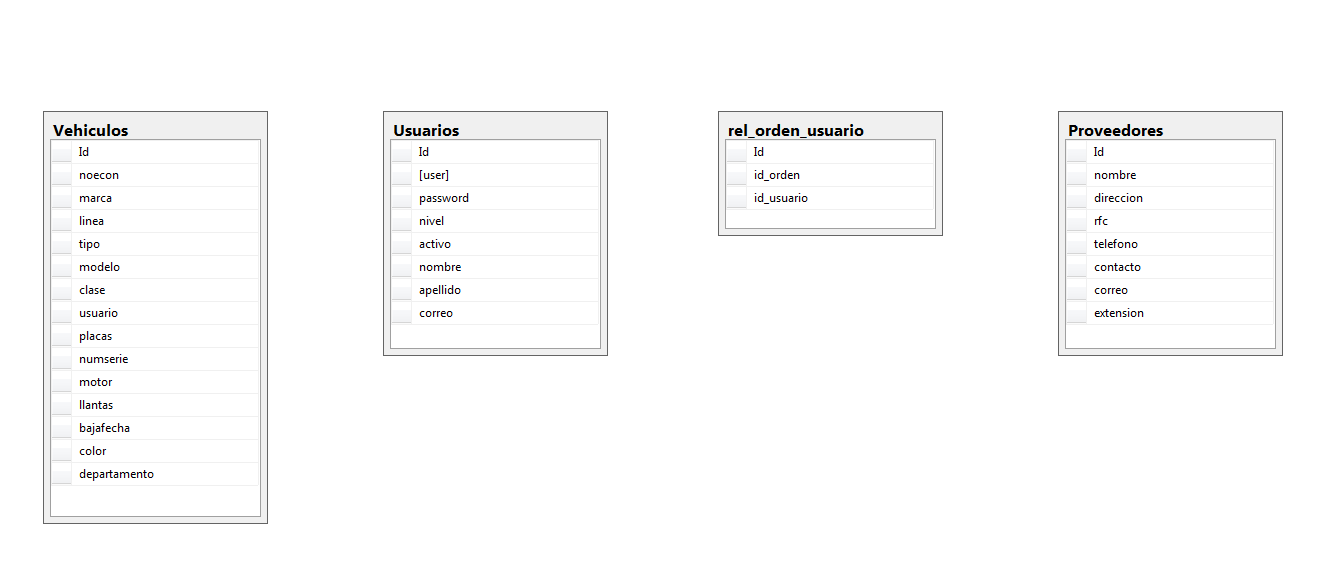 Vehiculos
Id
noecon
marca
linea
tipo
modelo
clase
usuario
placas
numserie
motor
llantas
bajafecha
color
departamento
Usuarios
Id
[user]
password
nivel
activo
nombre
apellido
correo
rel_orden_usuario
Id
id_orden
id_usuario
Proveedores
Id
nombre
direccion
rfc
telefono
contacto
correo
extension